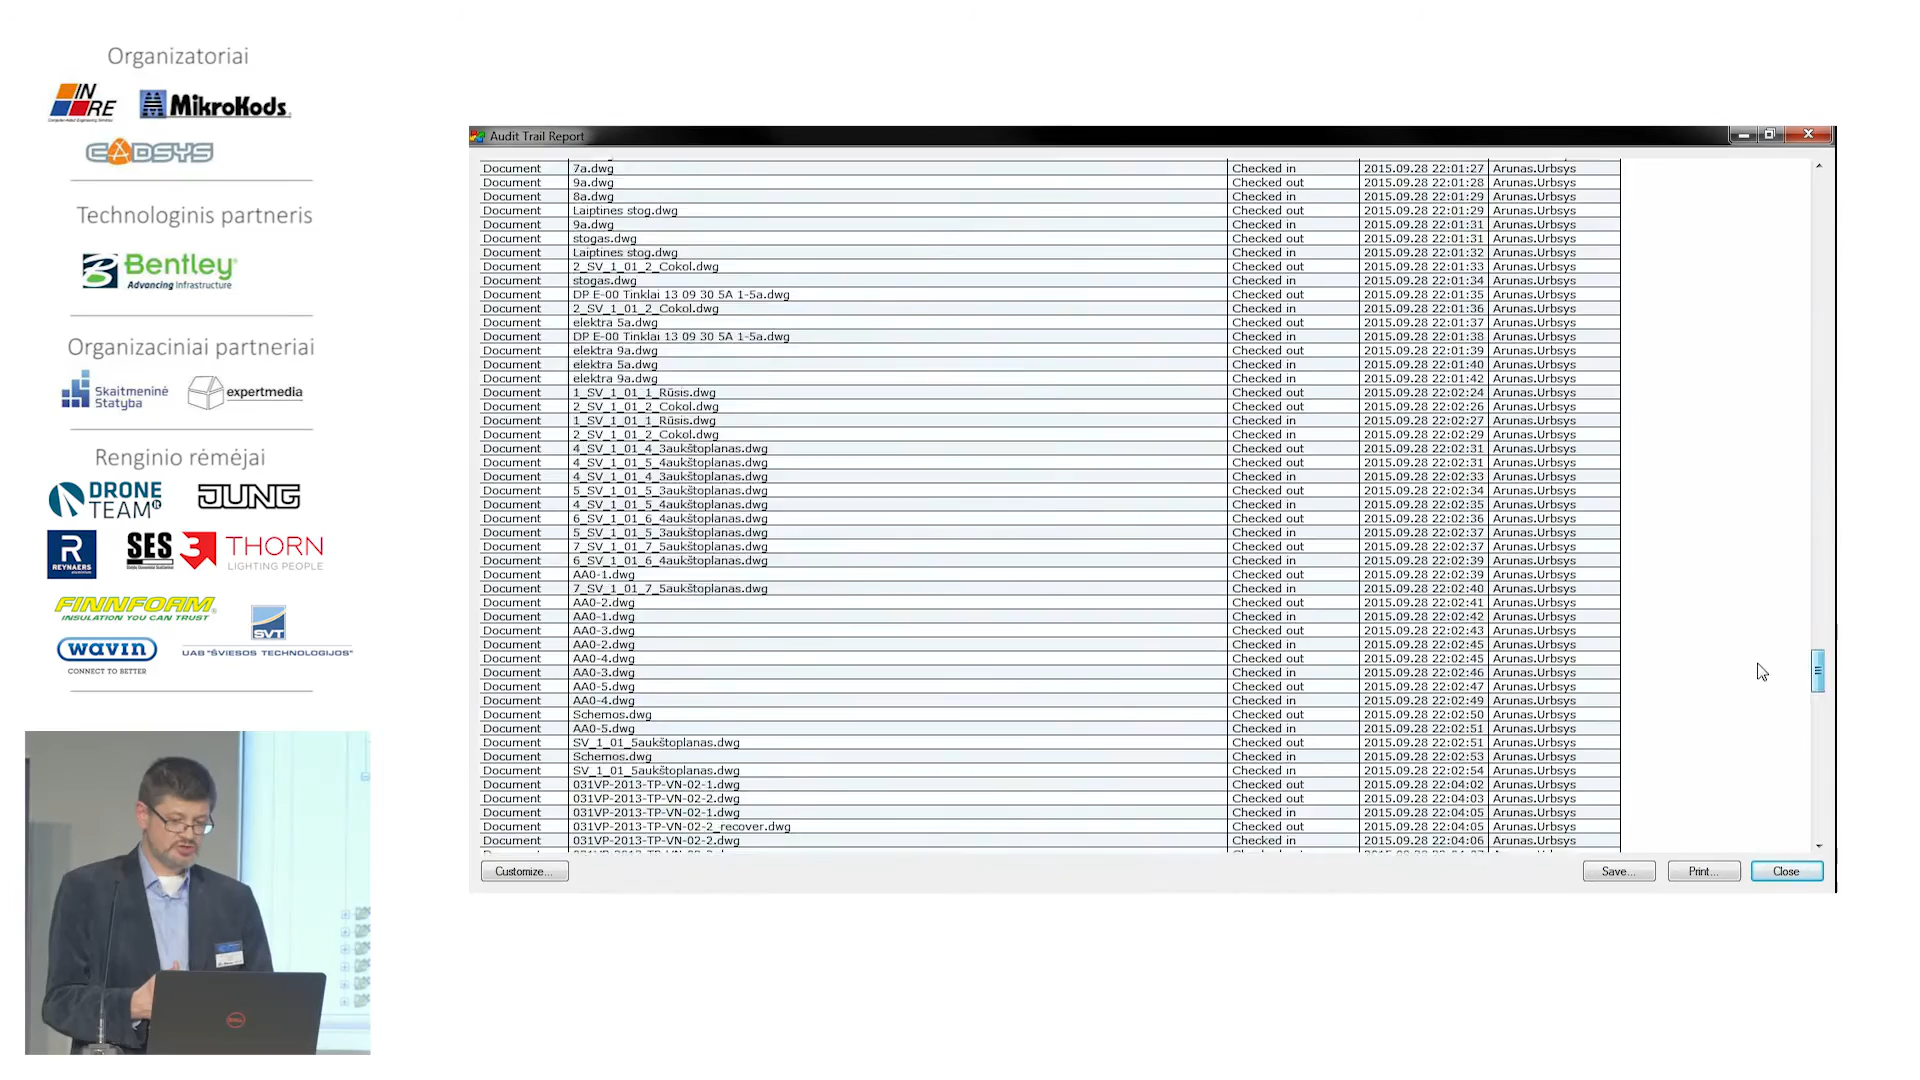 Organizatoriai
IN RE
MikroKods
CADSYS
Technologinis partneris
Bentley
Advancing Infrastructure
Organizaciniai partneriai
Skaitmeninė Statyba
expertmedia
Renginio rėmėjai
DRONE TEAM lt
JUNG
R
REYNAERS
SES
THORN
LIGHTING PEOPLE
FINNFOAM
INSULATION YOU CAN TRUST
SVT
wavin
CONNECT TO BETTER
UAB "ŠVIESOS TECHNOLOGIJOS"
DELL
Audit Trail Report
Document 7a.dwg Checked in 2015.09.28 22:01:27 Arunas.Urbsys
Document 9a.dwg Checked out 2015.09.28 22:01:28 Arunas.Urbsys
Document 8a.dwg Checked in 2015.09.28 22:01:29 Arunas.Urbsys
Document Laiptines stog.dwg Checked out 2015.09.28 22:01:29 Arunas.Urbsys
Document 9a.dwg Checked in 2015.09.28 22:01:31 Arunas.Urbsys
Document stogas.dwg Checked out 2015.09.28 22:01:31 Arunas.Urbsys
Document Laiptines stog.dwg Checked in 2015.09.28 22:01:32 Arunas.Urbsys
Document 2_SV_1_01_2_Cokol.dwg Checked out 2015.09.28 22:01:33 Arunas.Urbsys
Document stogas.dwg Checked in 2015.09.28 22:01:34 Arunas.Urbsys
Document DP E-00 Tinklai 13 09 30 5A 1-5a.dwg Checked out 2015.09.28 22:01:35 Arunas.Urbsys
Document 2_SV_1_01_2_Cokol.dwg Checked in 2015.09.28 22:01:36 Arunas.Urbsys
Document elektra 5a.dwg Checked out 2015.09.28 22:01:37 Arunas.Urbsys
Document DP E-00 Tinklai 13 09 30 5A 1-5a.dwg Checked in 2015.09.28 22:01:38 Arunas.Urbsys
Document elektra 9a.dwg Checked out 2015.09.28 22:01:39 Arunas.Urbsys
Document elektra 5a.dwg Checked in 2015.09.28 22:01:40 Arunas.Urbsys
Document elektra 9a.dwg Checked in 2015.09.28 22:01:42 Arunas.Urbsys
Document 1_SV_1_01_1_Rūsis.dwg Checked out 2015.09.28 22:02:24 Arunas.Urbsys
Document 2_SV_1_01_2_Cokol.dwg Checked out 2015.09.28 22:02:26 Arunas.Urbsys
Document 1_SV_1_01_1_Rūsis.dwg Checked in 2015.09.28 22:02:27 Arunas.Urbsys
Document 2_SV_1_01_2_Cokol.dwg Checked in 2015.09.28 22:02:29 Arunas.Urbsys
Document 4_SV_1_01_4_3aukštoplanas.dwg Checked out 2015.09.28 22:02:31 Arunas.Urbsys
Document 4_SV_1_01_5_4aukštoplanas.dwg Checked out 2015.09.28 22:02:31 Arunas.Urbsys
Document 4_SV_1_01_4_3aukštoplanas.dwg Checked in 2015.09.28 22:02:33 Arunas.Urbsys
Document 5_SV_1_01_5_3aukštoplanas.dwg Checked out 2015.09.28 22:02:34 Arunas.Urbsys
Document 4_SV_1_01_5_4aukštoplanas.dwg Checked in 2015.09.28 22:02:35 Arunas.Urbsys
Document 6_SV_1_01_6_4aukštoplanas.dwg Checked out 2015.09.28 22:02:36 Arunas.Urbsys
Document 5_SV_1_01_5_3aukštoplanas.dwg Checked in 2015.09.28 22:02:37 Arunas.Urbsys
Document 7_SV_1_01_7_5aukštoplanas.dwg Checked out 2015.09.28 22:02:37 Arunas.Urbsys
Document 6_SV_1_01_6_4aukštoplanas.dwg Checked in 2015.09.28 22:02:39 Arunas.Urbsys
Document AA0-1.dwg Checked out 2015.09.28 22:02:39 Arunas.Urbsys
Document 7_SV_1_01_7_5aukštoplanas.dwg Checked in 2015.09.28 22:02:40 Arunas.Urbsys
Document AA0-2.dwg Checked out 2015.09.28 22:02:41 Arunas.Urbsys
Document AA0-1.dwg Checked in 2015.09.28 22:02:42 Arunas.Urbsys
Document AA0-3.dwg Checked out 2015.09.28 22:02:43 Arunas.Urbsys
Document AA0-2.dwg Checked in 2015.09.28 22:02:45 Arunas.Urbsys
Document AA0-4.dwg Checked out 2015.09.28 22:02:45 Arunas.Urbsys
Document AA0-3.dwg Checked in 2015.09.28 22:02:46 Arunas.Urbsys
Document AA0-5.dwg Checked out 2015.09.28 22:02:47 Arunas.Urbsys
Document AA0-4.dwg Checked in 2015.09.28 22:02:49 Arunas.Urbsys
Document Schemos.dwg Checked out 2015.09.28 22:02:50 Arunas.Urbsys
Document AA0-5.dwg Checked in 2015.09.28 22:02:51 Arunas.Urbsys
Document SV_1_01_5aukštoplanas.dwg Checked out 2015.09.28 22:02:51 Arunas.Urbsys
Document Schemos.dwg Checked in 2015.09.28 22:02:53 Arunas.Urbsys
Document SV_1_01_5aukštoplanas.dwg Checked in 2015.09.28 22:02:54 Arunas.Urbsys
Document 031VP-2013-TP-VN-02-1.dwg Checked out 2015.09.28 22:04:02 Arunas.Urbsys
Document 031VP-2013-TP-VN-02-2.dwg Checked out 2015.09.28 22:04:03 Arunas.Urbsys
Document 031VP-2013-TP-VN-02-1.dwg Checked in 2015.09.28 22:04:05 Arunas.Urbsys
Document 031VP-2013-TP-VN-02-2_recover.dwg Checked out 2015.09.28 22:04:05 Arunas.Urbsys
Document 031VP-2013-TP-VN-02-2.dwg Checked in 2015.09.28 22:04:06 Arunas.Urbsys
Customize...
Save...
Print...
Close